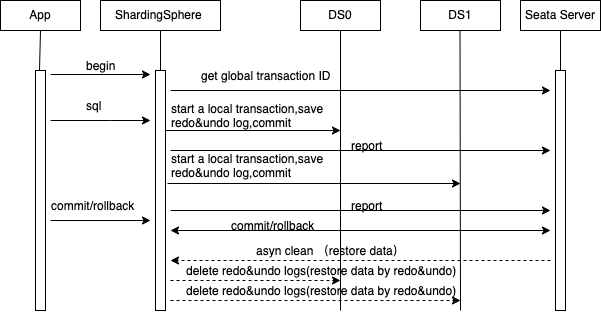 App
ShardingSphere
DS0
DS1
Seata Server
begin
get global transaction ID
sql
start a local transaction,save
redo&undo log,commit
report
start a local transaction,save
redo&undo log,commit
commit/rollback
report
commit/rollback
asyn clean （restore data）
delete redo&undo logs(restore data by redo&undo)
delete redo&undo logs(restore data by redo&undo)